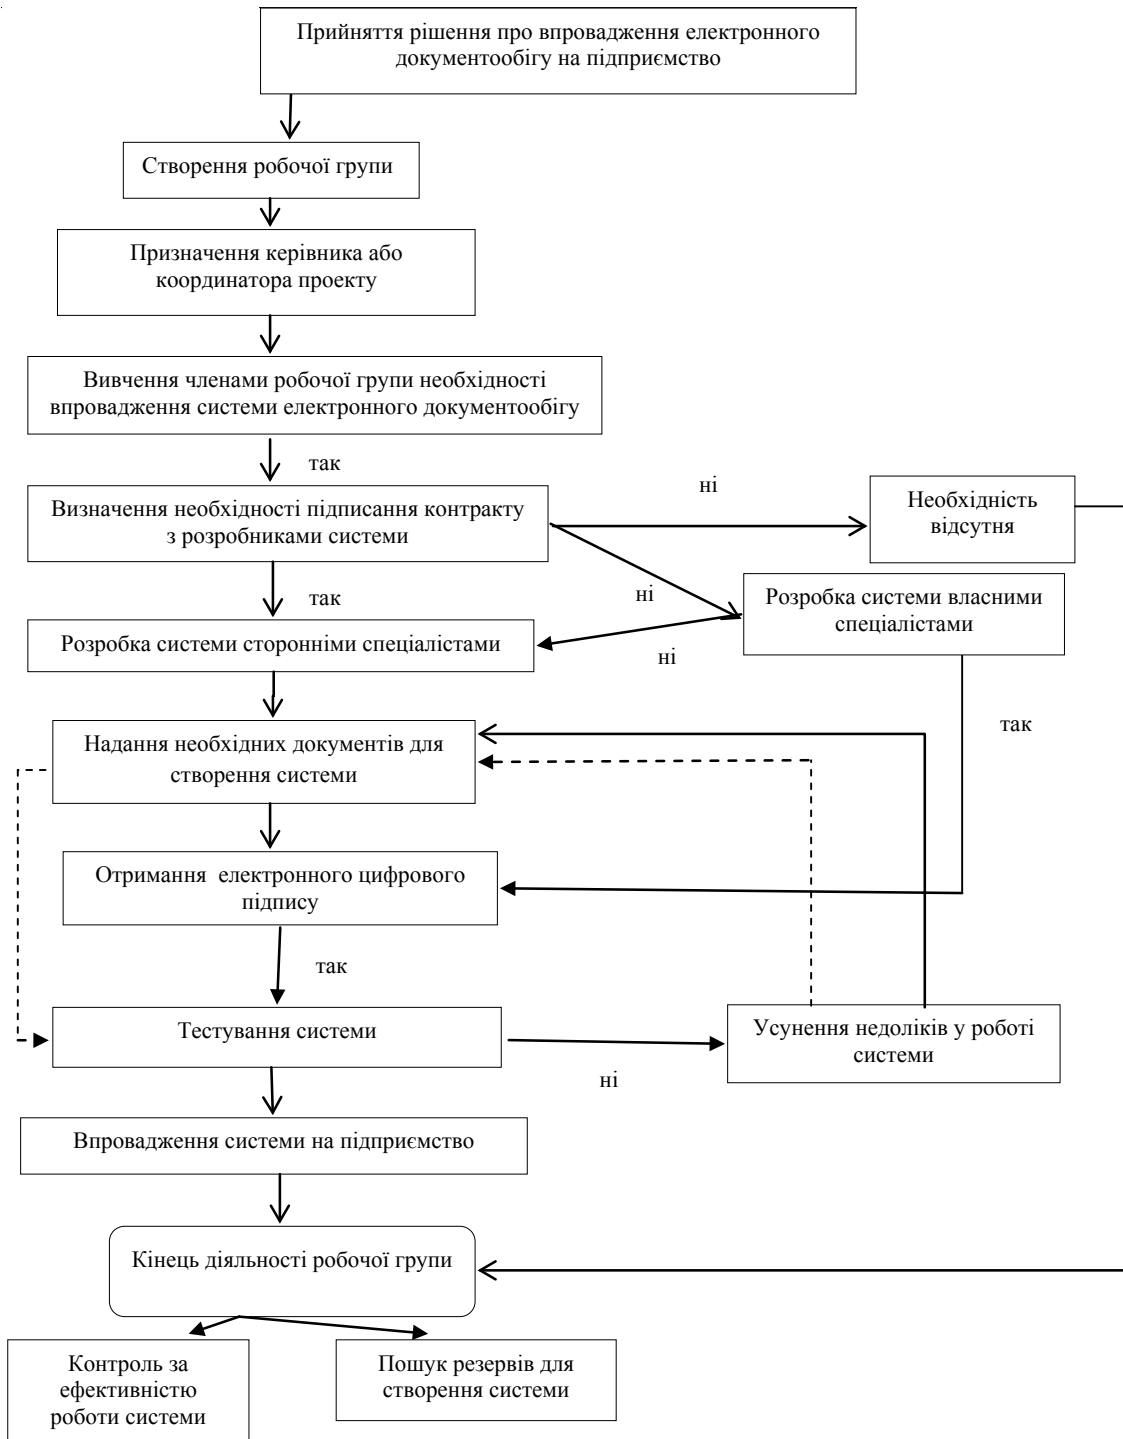 Прийняття рішення про впровадження електронного
документообігу на підприємство
Створення робочої групи
Призначення керівника або
координатора проекту
Вивчення членами робочої групи необхідності
впровадження системи електронного документообігу
так
ні
Необхідність
відсутня
Визначення необхідності підписання контракту
з розробниками системи
так
ні
Розробка системи власними
спеціалістами
Розробка системи сторонніми спеціалістами
ні
так
Надання необхідних документів для
створення системи
Отримання електронного цифрового
підпису
так
Тестування системи
ні
Усунення недоліків у роботі
системи
Впровадження системи на підприємство
Кінець діяльності робочої групи
Контроль за
ефективністю
роботи системи
Пошук резервів для
створення системи